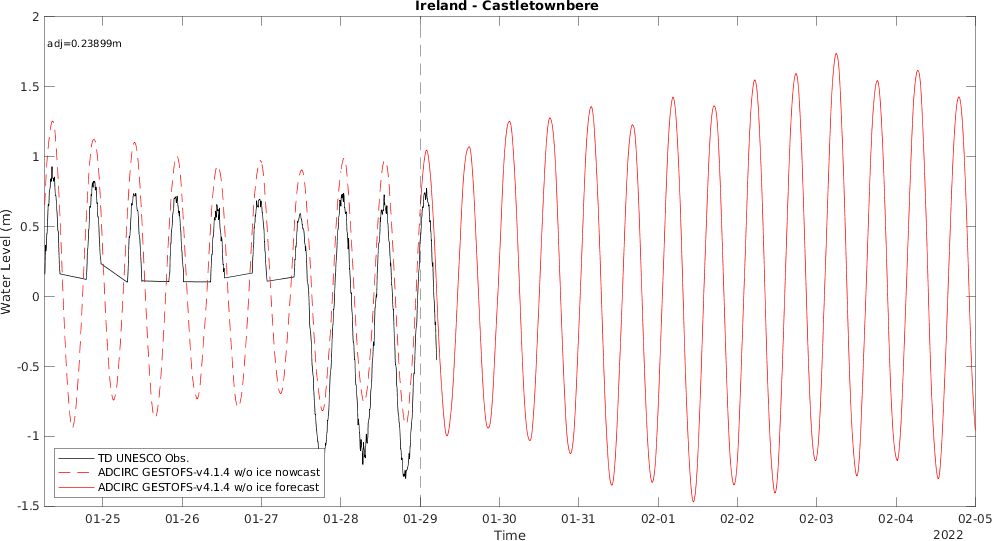 Ireland - Castletownbere
adj=0.23899m
2
1.5
1
0.5
0
-0.5
-1
-1.5
Water Level (m)
TD UNESCO Obs.
ADCIRC GESTOFS-v4.1.4 w/o ice nowcast
ADCIRC GESTOFS-v4.1.4 w/o ice forecast
01-25 01-26 01-27 01-28 01-29 01-30 01-31 02-01 02-02 02-03 02-04 02-05
Time
2022